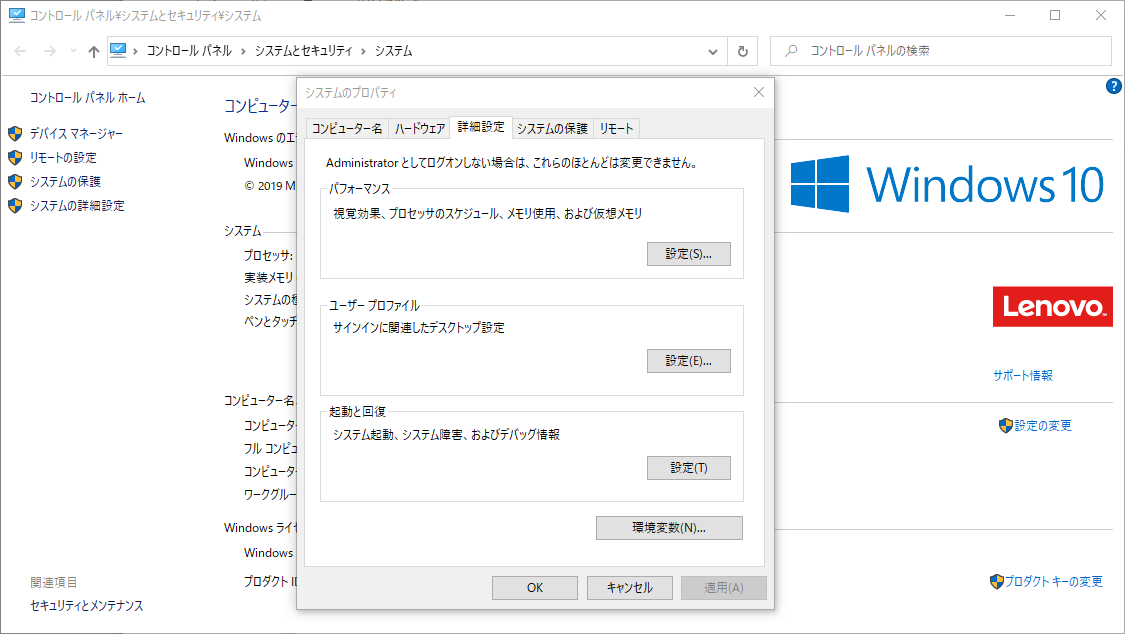 コントロール パネル¥システムとセキュリティ¥システム
コントロール パネル › システムとセキュリティ › システム
コントロール パネルの検索
コントロール パネル ホーム
デバイス マネージャー
リモートの設定
システムの保護
システムの詳細設定
関連項目
セキュリティとメンテナンス
コンピューター
Windows のエ
Windows
© 2019 M
システム
プロセッサ:
実装メモリ
システムの種
ペンとタッチ
コンピューター名
コンピュータ
フル コンピュ
コンピュータ
ワークグルー
Windows ライセ
Windows
プロダクト ID
システムのプロパティ
コンピューター名
ハードウェア
詳細設定
システムの保護
リモート
Administrator としてログオンしない場合は、これらのほとんどは変更できません。
パフォーマンス
視覚効果、プロセッサのスケジュール、メモリ使用、および仮想メモリ
設定(S)...
ユーザー プロファイル
サインインに関連したデスクトップ設定
設定(E)...
起動と回復
システム起動、システム障害、およびデバッグ情報
設定(T)
環境変数(N)...
OK
キャンセル
適用(A)
?
Windows 10
Lenovo
サポート情報
設定の変更
プロダクト キーの変更